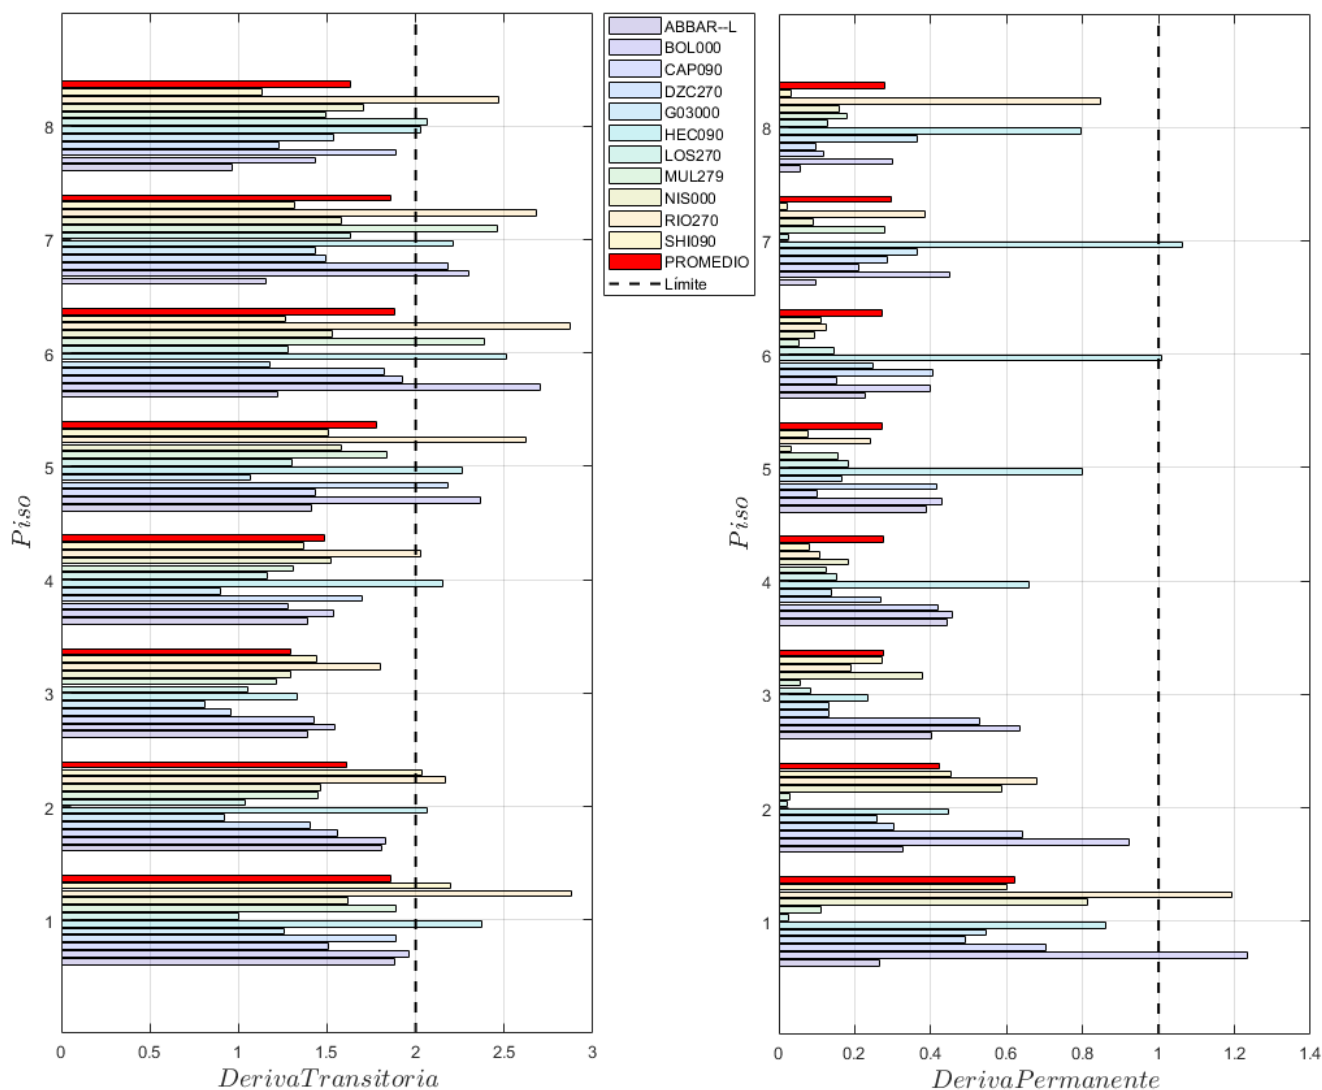 8
7
6
5
4
3
2
1
Piso
0 0.5 1 1.5 2 2.5 3
DerivaTransitoria
ABBAR--L
BOL000
CAP090
DZC270
G03000
HEC090
LOS270
MUL279
NIS000
RIO270
SHI090
PROMEDIO
Límite
8
7
6
5
4
3
2
1
Piso
0 0.2 0.4 0.6 0.8 1 1.2 1.4
DerivaPermanente